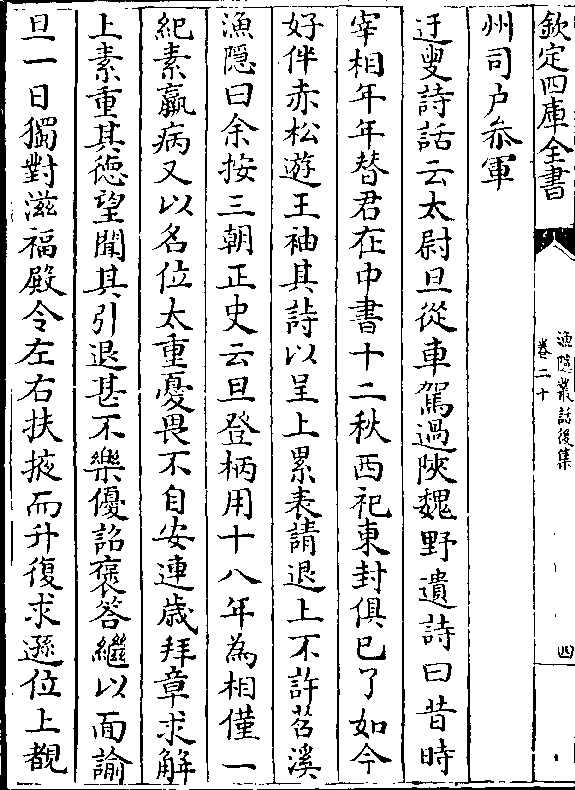 欽定四庫全書
漁隱叢話後集
卷二十
四
州司户叅軍
迂叟詩話云太尉旦從車駕過陜魏野遺詩曰昔時
宰相年年替君在中書十二秋西祀東封俱已了如今
好伴赤松遊王袖其詩以呈上累表請退上不許苕溪
漁隱曰余按三朝正史云旦登柄用十八年為相僅一
紀素羸病又以名位太重憂畏不自安連歲拜章求解
上素重其德望聞其引退甚不樂優詔褒答繼以面諭
旦一日獨對滋福殿令左右扶掖而升復求遜位上覩